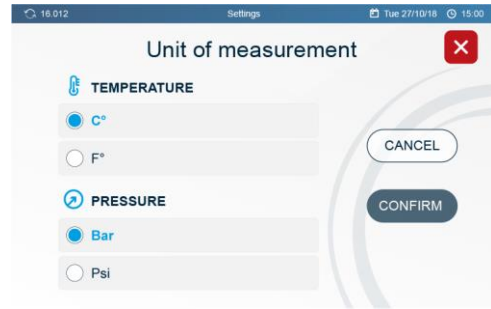 16.012 Settings Tue 27/10/18 15:00
Unit of measurement
TEMPERATURE
C°
F°
CANCEL
PRESSURE
CONFIRM
Bar
Psi